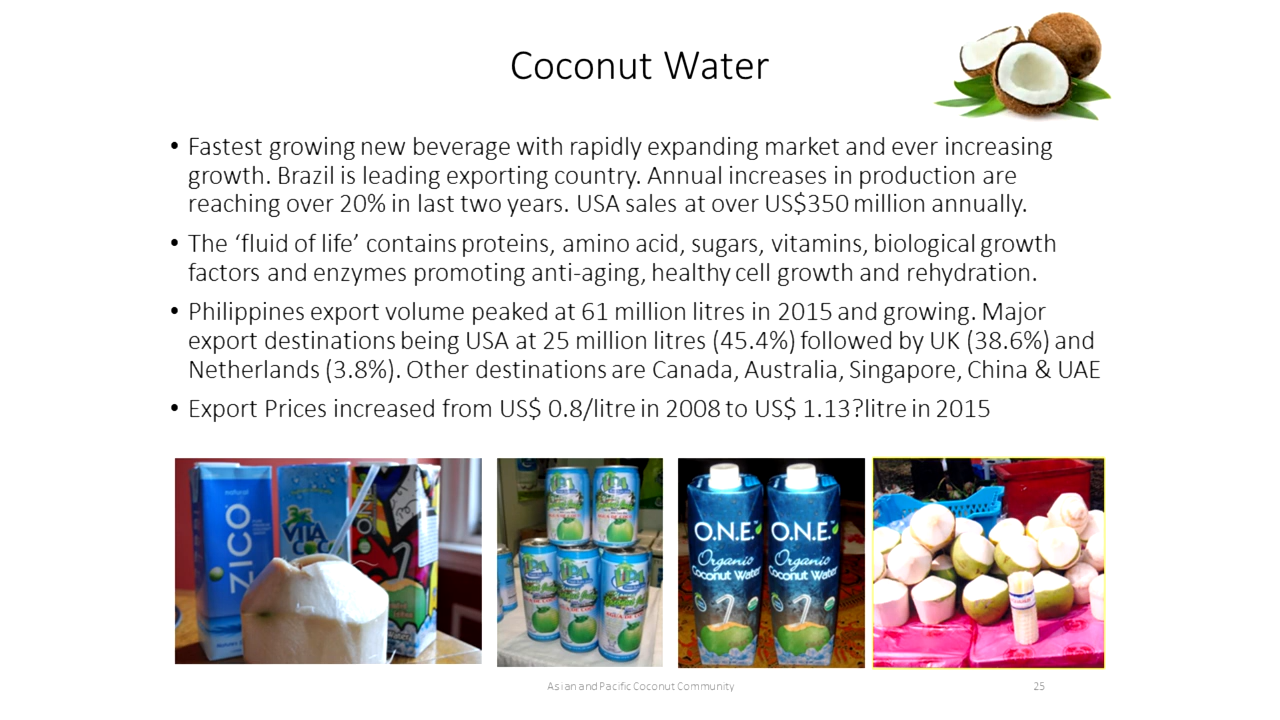 Coconut Water
• Fastest growing new beverage with rapidly expanding market and ever increasing
growth. Brazil is leading exporting country. Annual increases in production are
reaching over 20% in last two years. USA sales at over US$350 million annually.
• The ‘fluid of life’ contains proteins, amino acid, sugars, vitamins, biological growth
factors and enzymes promoting anti-aging, healthy cell growth and rehydration.
• Philippines export volume peaked at 61 million litres in 2015 and growing. Major
export destinations being USA at 25 million litres (45.4%) followed by UK (38.6%) and
Netherlands (3.8%). Other destinations are Canada, Australia, Singapore, China & UAE
• Export Prices increased from US$ 0.8/litre in 2008 to US$ 1.13?litre in 2015
natural
ZICO
VITA
O.N.E.
Organic
Coconut Water
O.N.E.
Organic
Coconut Water
Asian and Pacific Coconut Community
25